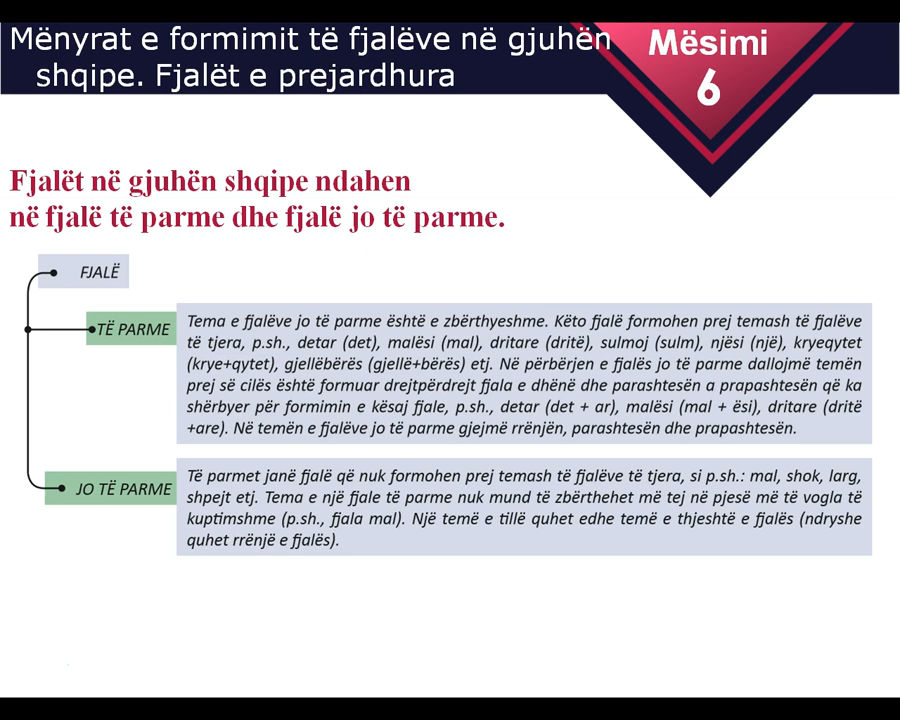 Mënyrat e formimit të fjalëve në gjuhën
shqipe. Fjalët e prejardhura
Mësimi
6
Fjalët në gjuhën shqipe ndahen
në fjalë të parme dhe fjalë jo të parme.
FJALË
TË PARME
Tema e fjalëve jo të parme është e zbërthyeshme. Këto fjalë formohen prej temash të fjalëve
të tjera, p.sh., detar (det), malësi (mal), dritare (dritë), sulmoj (sulm), njësi (një), kryeqytet
(krye+qytet), gjellëbërës (gjellë+bërës) etj. Në përbërjen e fjalës jo të parme dallojmë temën
prej së cilës është formuar drejtpërdrejt fjala e dhënë dhe parashtesën a prapashtesën që ka
shërbyer për formimin e kësaj fjale, p.sh., detar (det + ar), malësi (mal + ësi), dritare (dritë
+are). Në temën e fjalëve jo të parme gjejmë rrënjën, parashtesën dhe prapashtesën.
JO TË PARME
Të parmet janë fjalë që nuk formohen prej temash të fjalëve të tjera, si p.sh.: mal, shok, larg,
shpejt etj. Tema e një fjale të parme nuk mund të zbërthehet më tej në pjesë më të vogla të
kuptimshme (p.sh., fjala mal). Një temë e tillë quhet edhe temë e thjeshtë e fjalës (ndryshe
quhet rrënjë e fjalës).